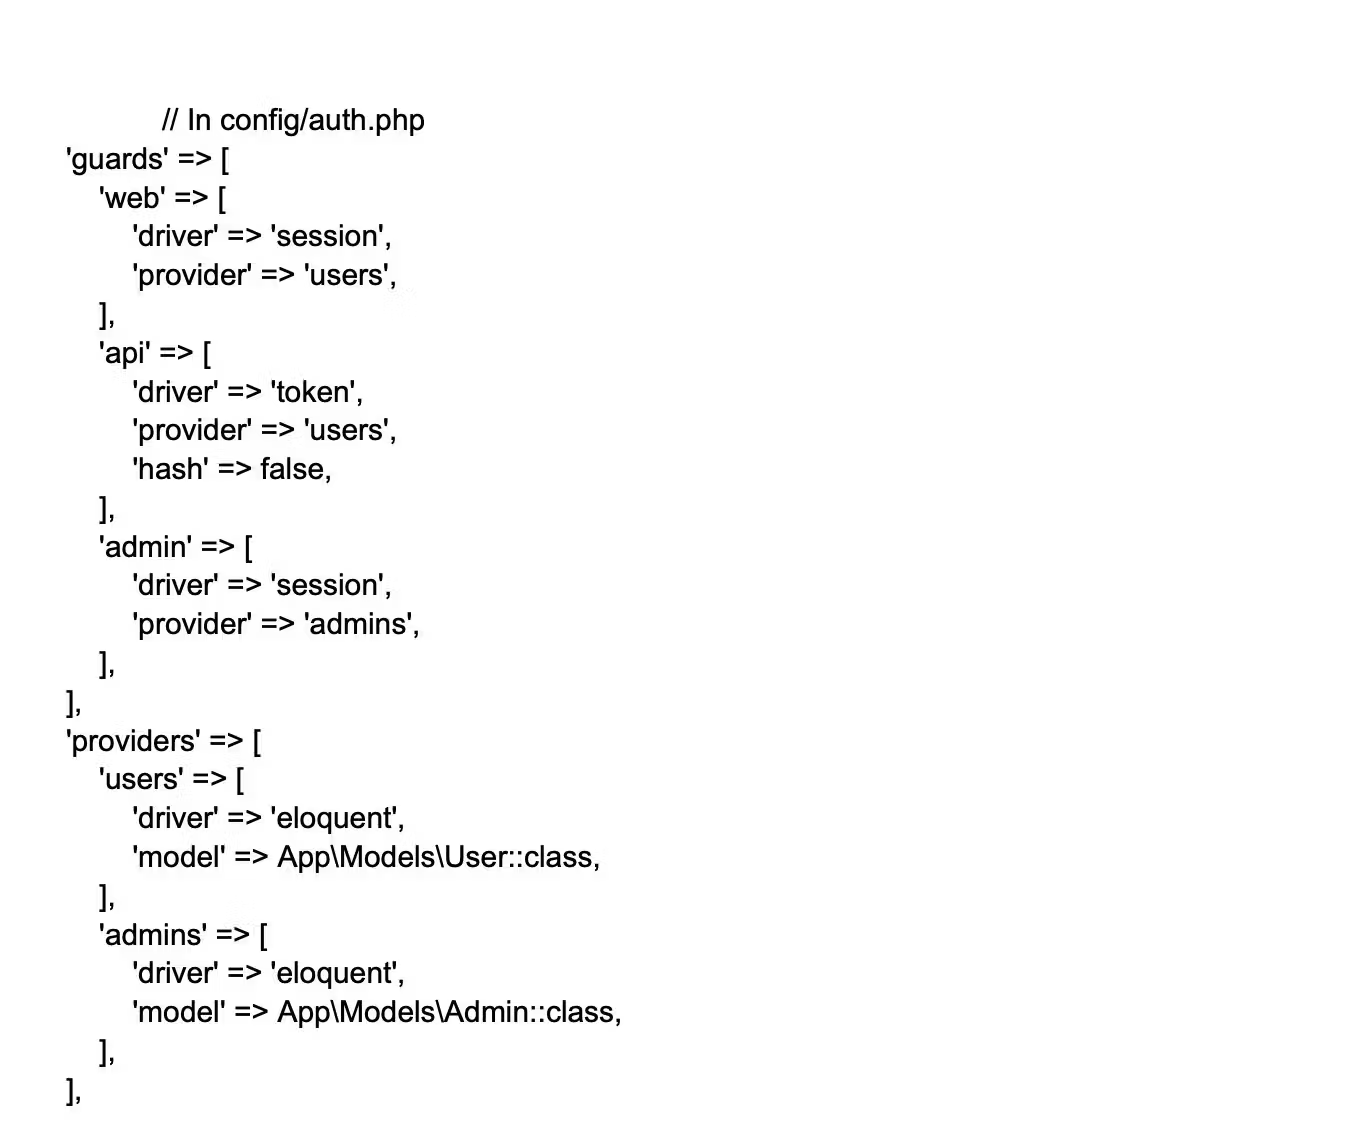 // In config/auth.php
'guards' => [
'web' => [
'driver' => 'session',
'provider' => 'users',
],
'api' => [
'driver' => 'token',
'provider' => 'users',
'hash' => false,
],
'admin' => [
'driver' => 'session',
'provider' => 'admins',
],
],
'providers' => [
'users' => [
'driver' => 'eloquent',
'model' => App\Models\User::class,
],
'admins' => [
'driver' => 'eloquent',
'model' => App\Models\Admin::class,
],
],